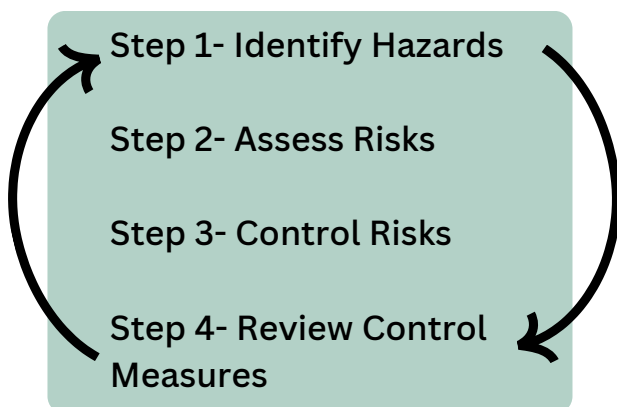 Step 1- Identify Hazards
Step 2- Assess Risks
Step 3- Control Risks
Step 4- Review Control
Measures